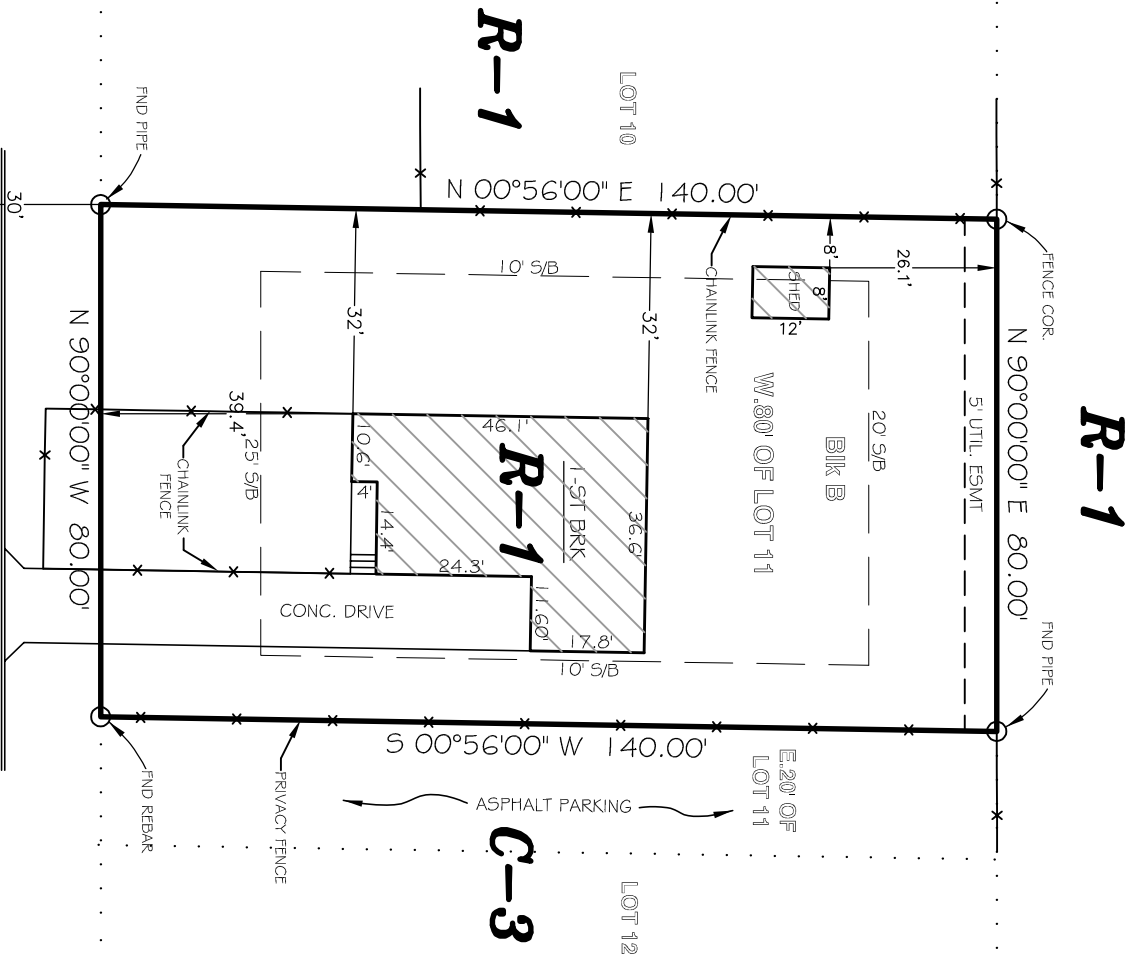 R-1
LOT 10
FND PIPE
30'
N 00°56'00" E 140.00'
CHAINLINK FENCE
FENCE COR.
R-1
N 90°00'00" E 80.00'
5' UTIL. ESMT
26.1'
8'
SHED
8'
12'
10' S/B
32'
32'
W.80' OF LOT 11
Blk B
20' S/B
N 90°00'00" W 80.00'
39.4'
25' S/B
CHAINLINK
FENCE
46.1'
10.6'
4'
14.4'
24.3'
R-1
1-ST BRK
36.6'
11.60'
17.8'
CONC. DRIVE
10' S/B
FND PIPE
S 00°56'00" W 140.00'
E.20' OF
LOT 11
ASPHALT PARKING
PRIVACY FENCE
FND REBAR
C-3
LOT 12